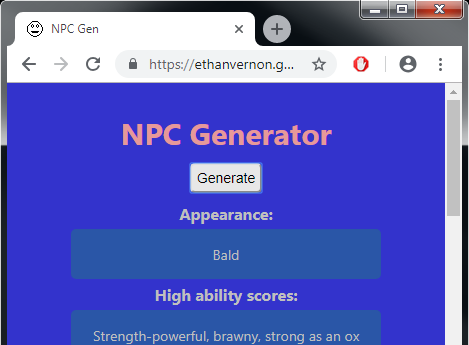 NPC Gen
https://ethanvernon.g...
NPC Generator
Generate
Appearance:
Bald
High ability scores:
Strength-powerful, brawny, strong as an ox